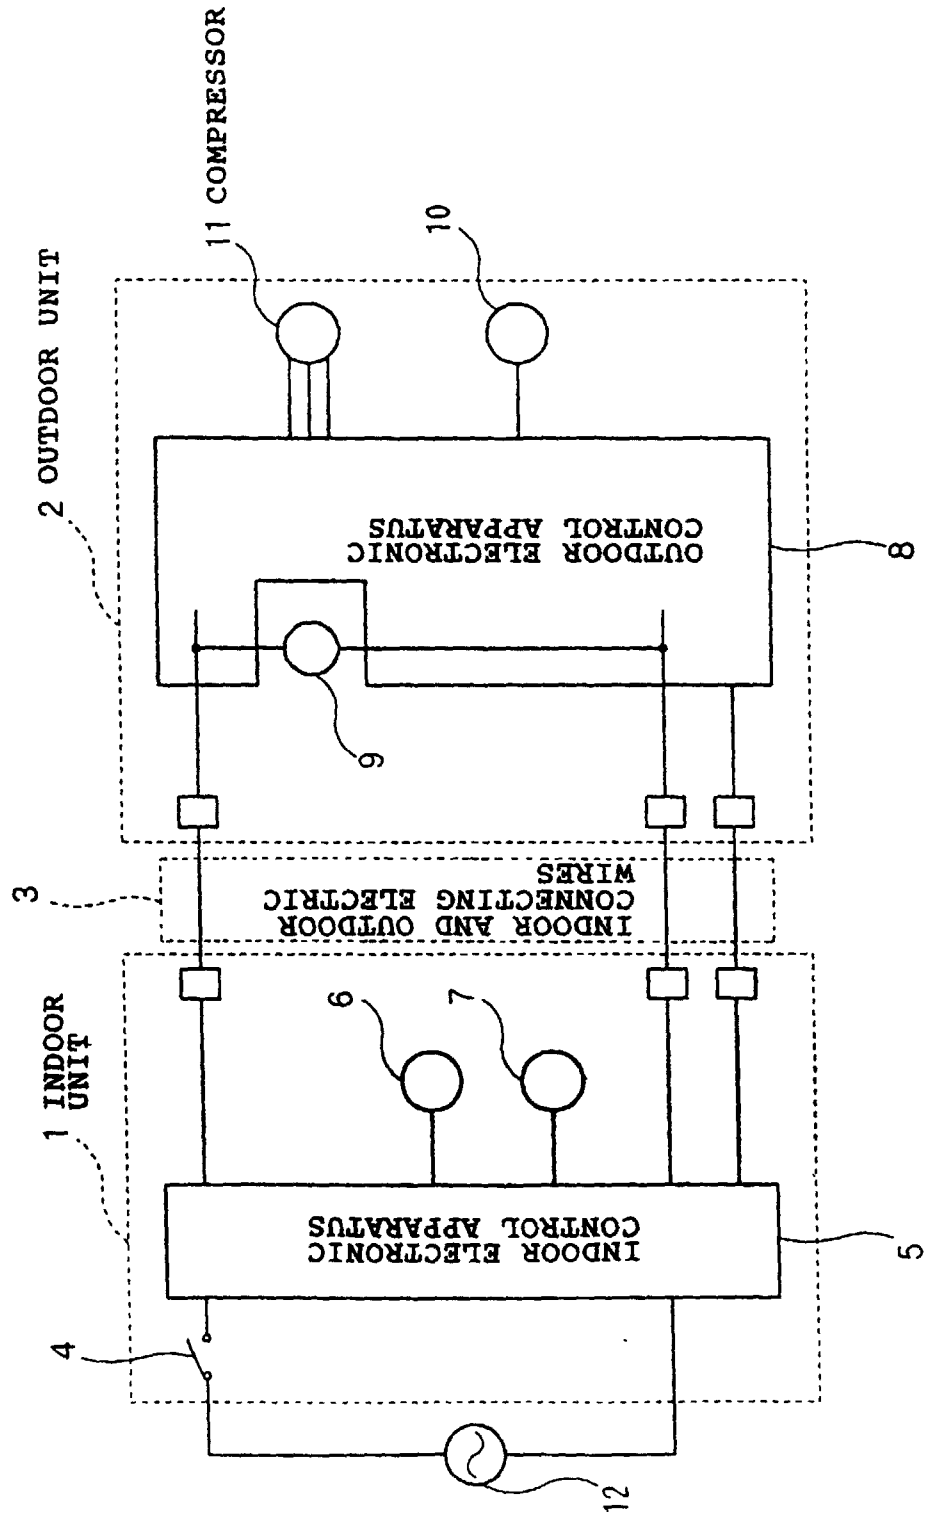 1 INDOOR
UNIT
3
2 OUTDOOR UNIT
11 COMPRESSOR
10
4
6
7
9
INDOOR ELECTRONIC
CONTROL APPARATUS
INDOOR AND OUTDOOR
CONNECTING ELECTRIC
WIRES
OUTDOOR ELECTRONIC
CONTROL APPARATUS
12
5
8